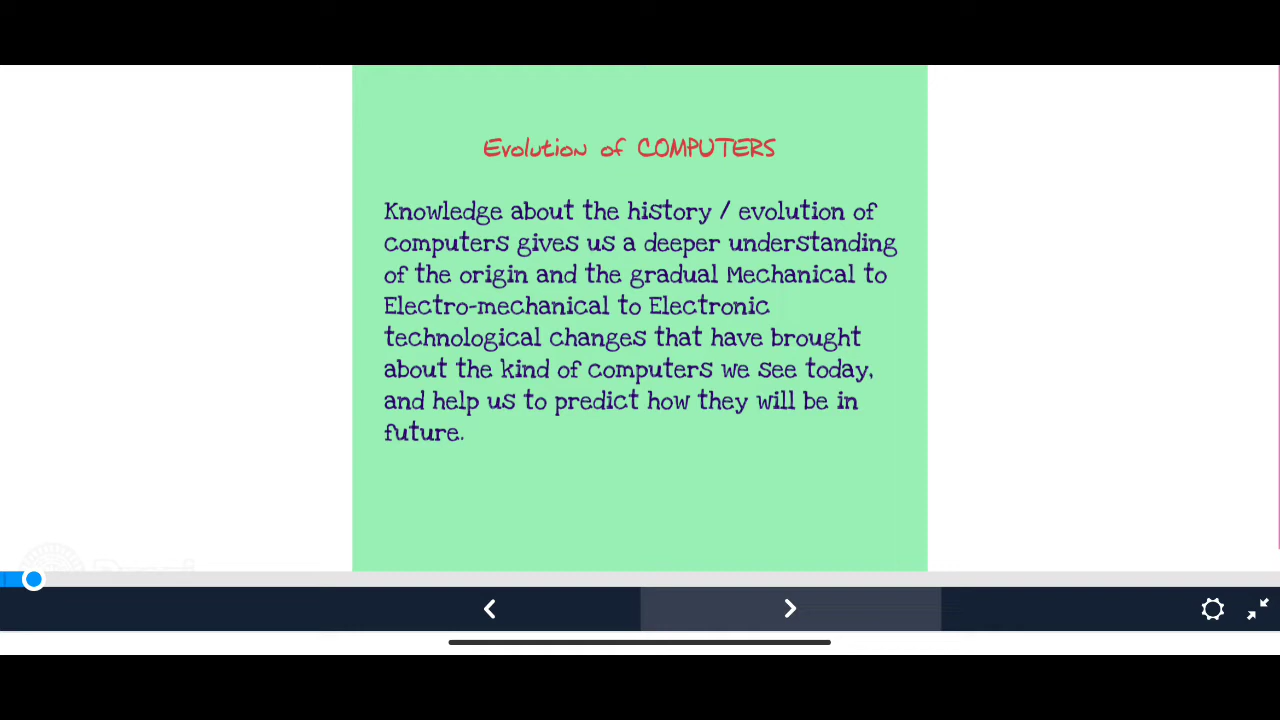 Evolution of COMPUTERS
Knowledge about the history / evolution of
computers gives us a deeper understanding
of the origin and the gradual Mechanical to
Electro-mechanical to Electronic
technological changes that have brought
about the kind of computers we see today,
and help us to predict how they will be in
future.